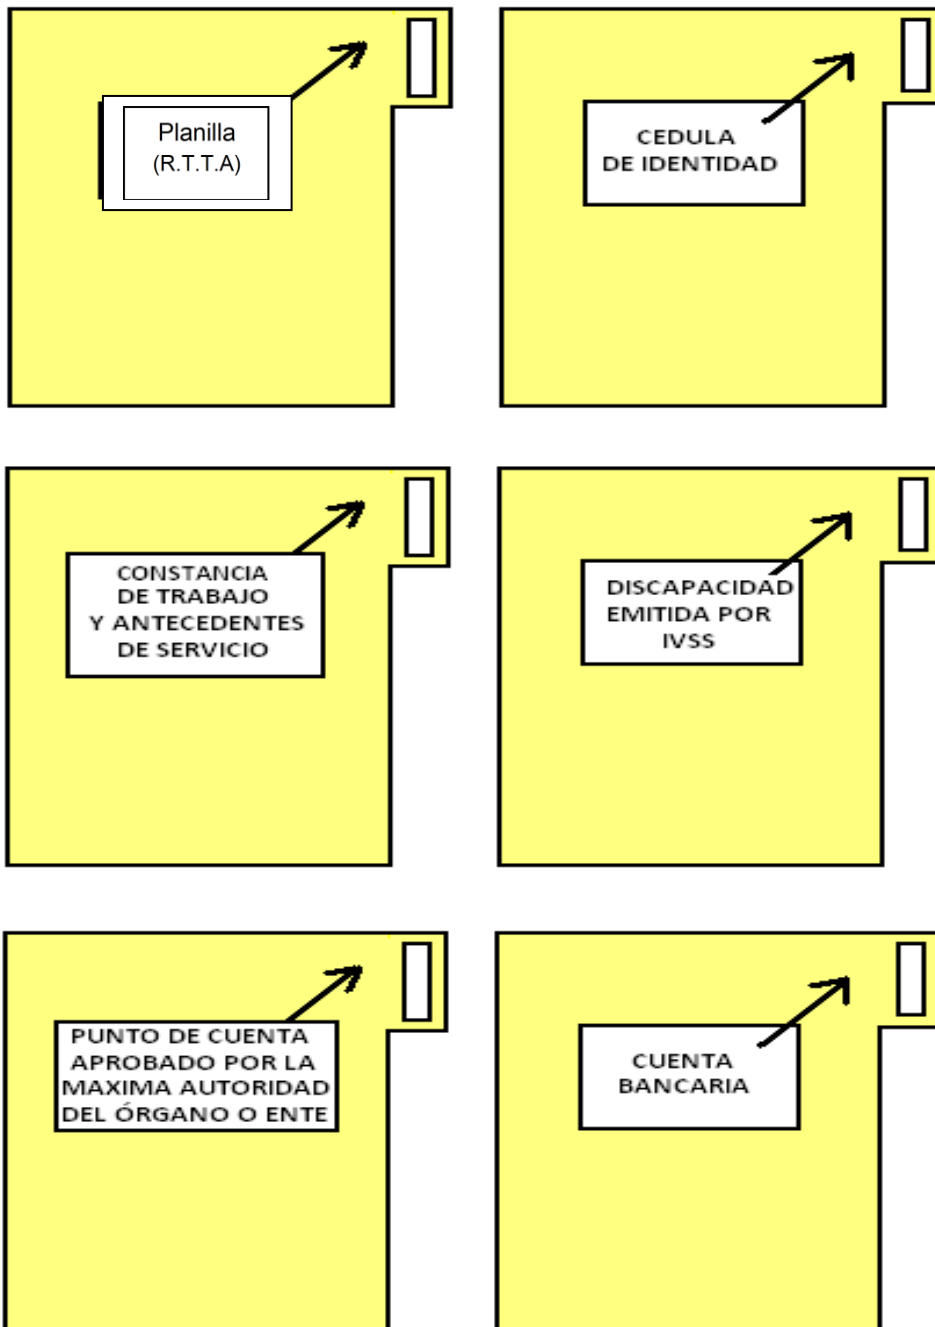 Planilla
(R.T.T.A)
CEDULA
DE IDENTIDAD
CONSTANCIA
DE TRABAJO
Y ANTECEDENTES
DE SERVICIO
DISCAPACIDAD
EMITIDA POR
IVSS
PUNTO DE CUENTA
APROBADO POR LA
MAXIMA AUTORIDAD
DEL ÓRGANO O ENTE
CUENTA
BANCARIA